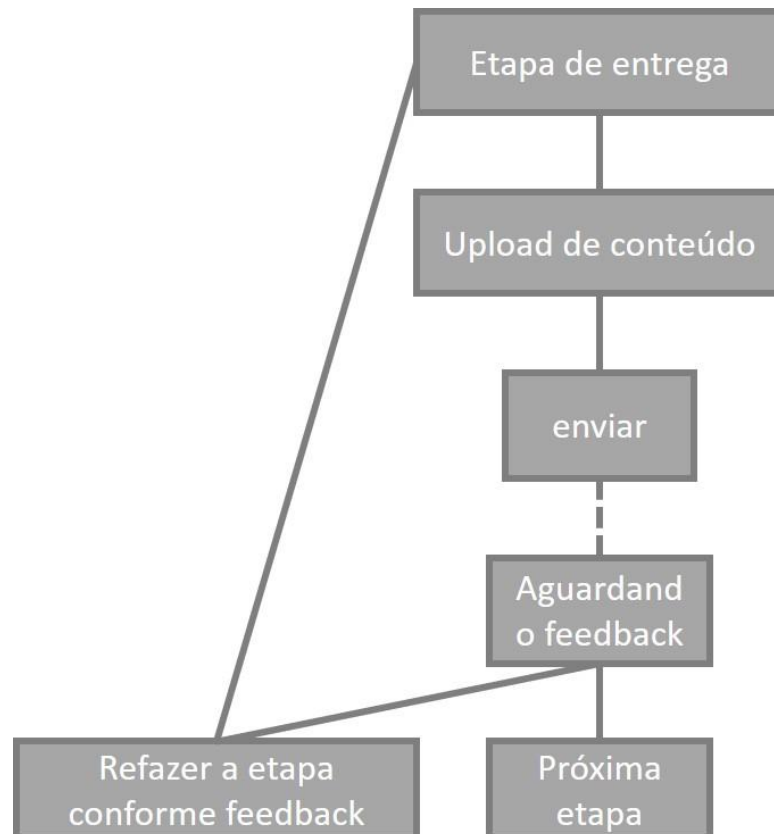 Etapa de entrega
Upload de conteúdo
enviar
Aguardand
o feedback
Refazer a etapa
conforme feedback
Próxima
etapa